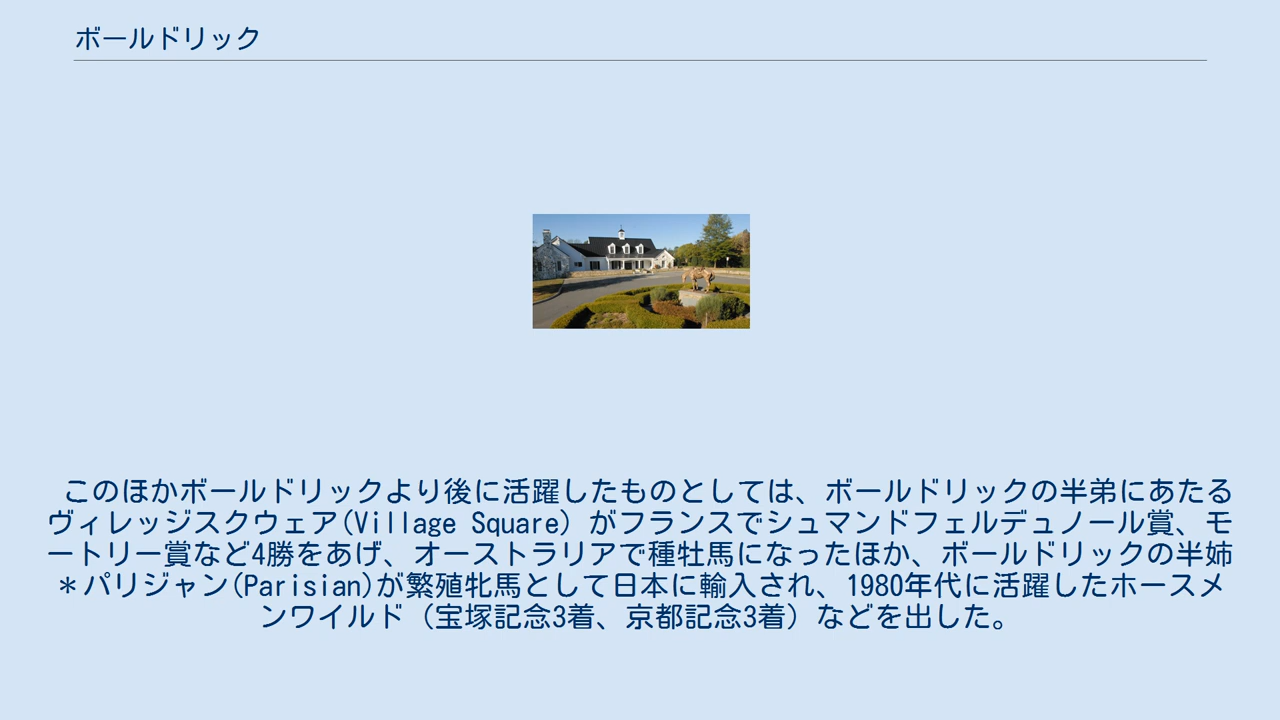 ボールドリック
このほかボールドリックより後に活躍したものとしては、ボールドリックの半弟にあたる
ヴィレッジスクウェア(Village Square) がフランスでシュマンドフェルデュノール賞、モ
ートリー賞など4勝をあげ、オーストラリアで種牡馬になったほか、ボールドリックの半姉
＊パリジャン(Parisian)が繁殖牝馬として日本に輸入され、1980年代に活躍したホースメ
ンワイルド（宝塚記念3着、京都記念3着）などを出した。